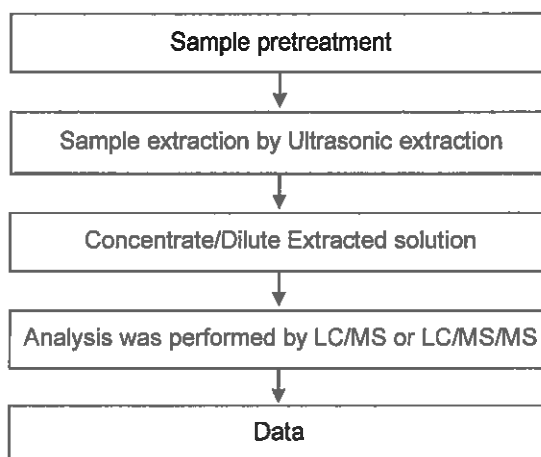 Sample pretreatment
Sample extraction by Ultrasonic extraction
Concentrate/Dilute Extracted solution
Analysis was performed by LC/MS or LC/MS/MS
Data